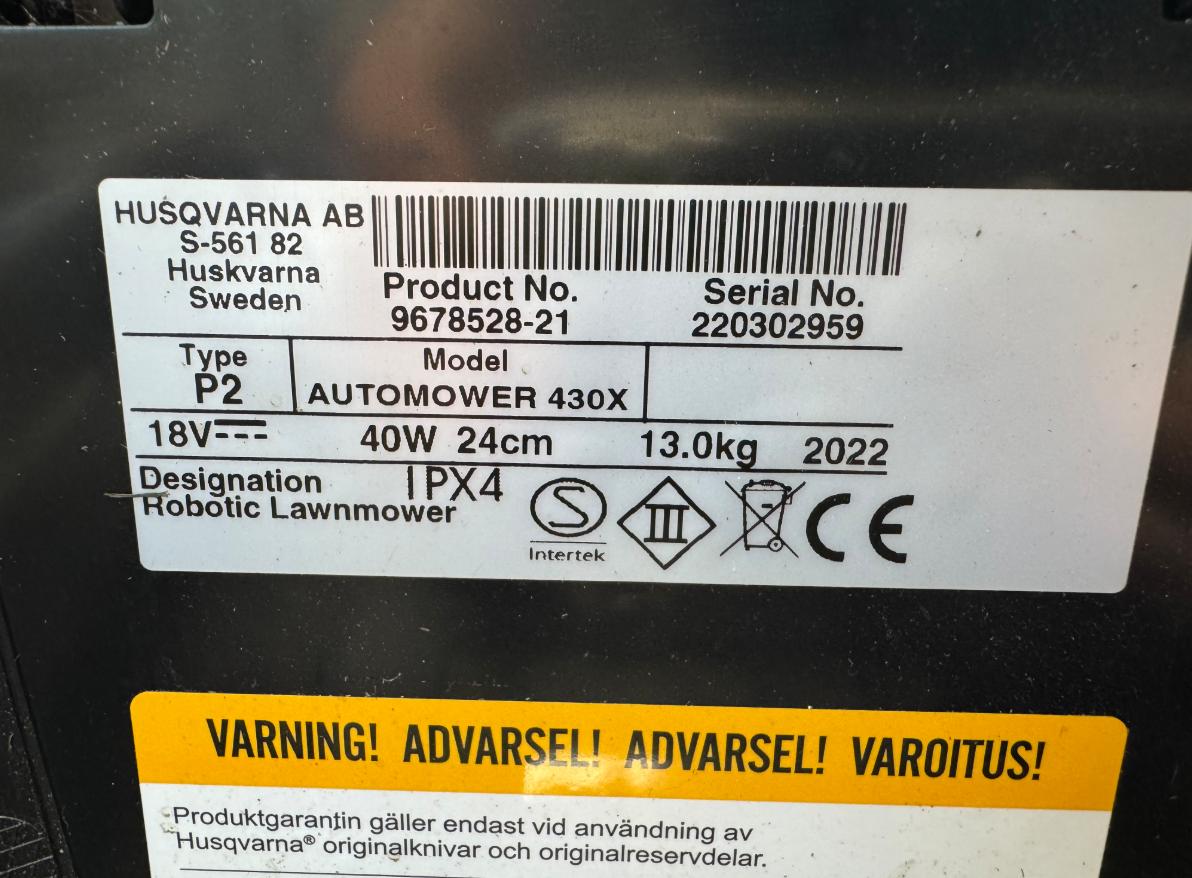 HUSQVARNA AB
S-561 82
Huskvarna
Sweden
Product No.
9678528-21
Serial No.
220302959
Type
P2
Model
AUTOMOWER 430X
18V 40W 24cm 13.0kg 2022
Designation IPX4
Robotic Lawnmower
S
Intertek
III
CE
VARNING! ADVARSEL! ADVARSEL! VAROITUS!
Produktgarantin gäller endast vid användning av
Husqvarna® originalknivar och originalreservdelar.